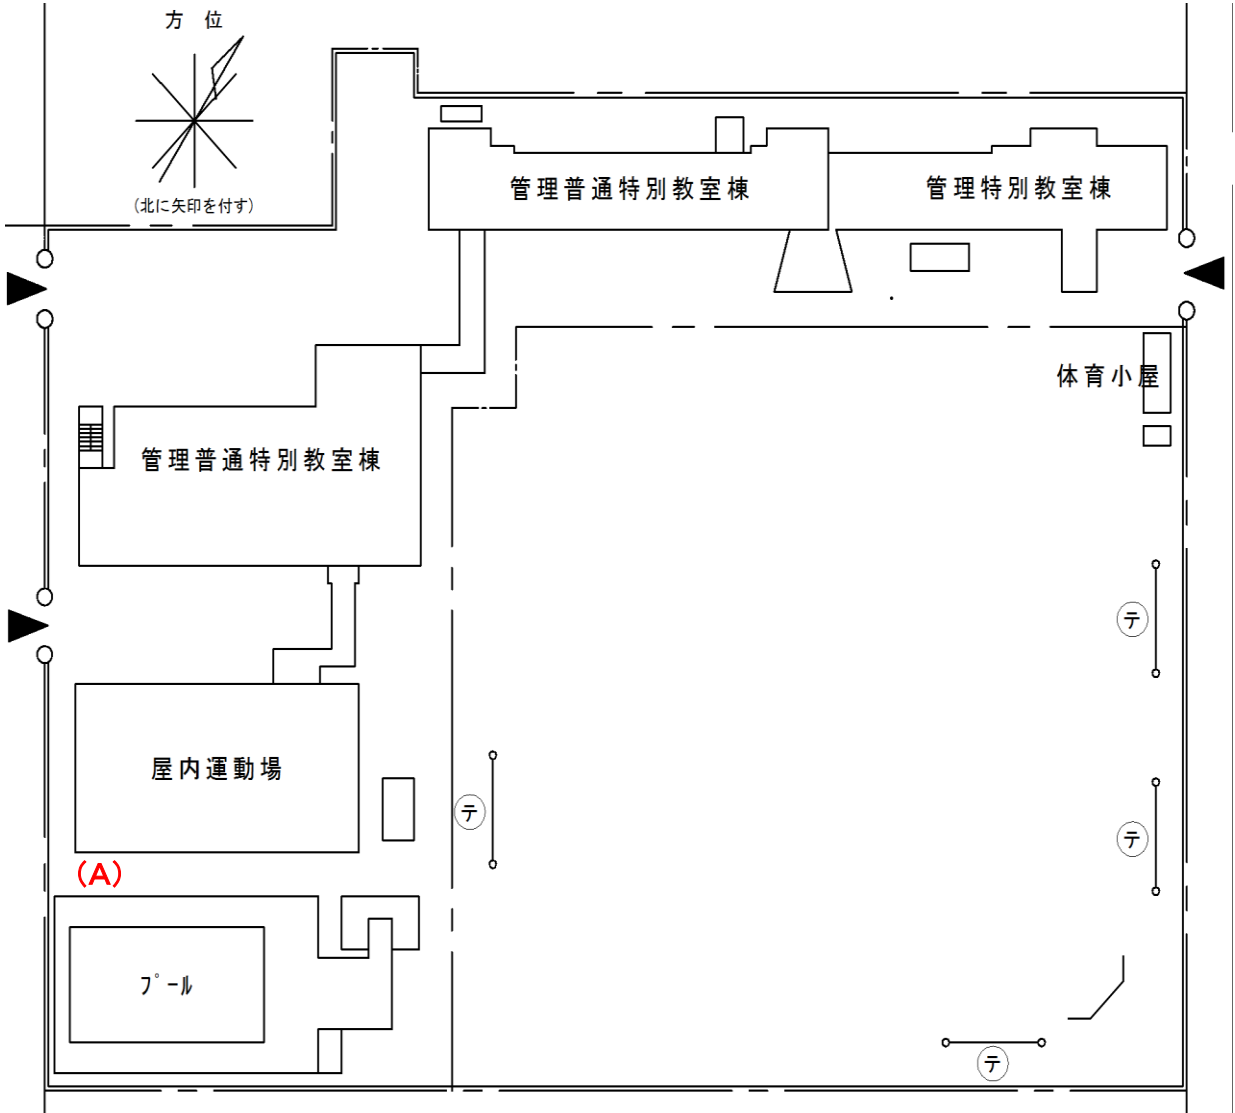 方 位
(北に矢印を付す)
管理普通特別教室棟
管理特別教室棟
体育小屋
管理普通特別教室棟
テ
屋内運動場
テ
テ
(A)
プール
テ